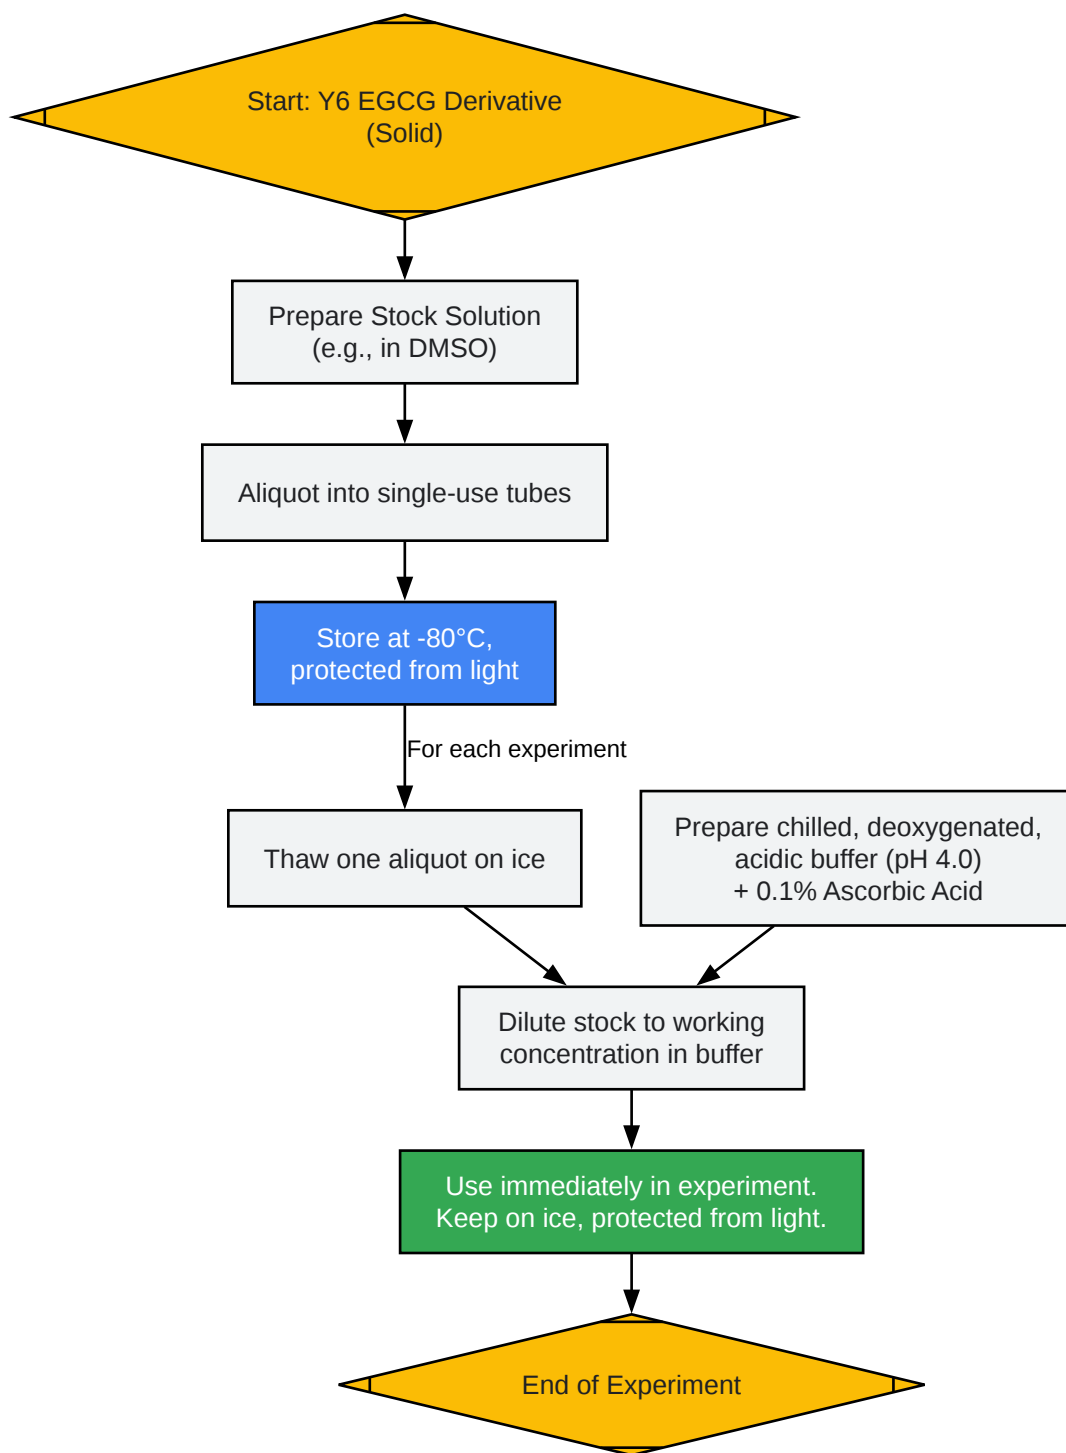 Start: Y6 EGCG Derivative
(Solid)
Prepare Stock Solution
(e.g., in DMSO)
Aliquot into single-use tubes
Store at -80°C,
protected from light
For each experiment
Thaw one aliquot on ice
Prepare chilled, deoxygenated,
acidic buffer (pH 4.0)
+ 0.1% Ascorbic Acid
Dilute stock to working
concentration in buffer
Use immediately in experiment.
Keep on ice, protected from light.
End of Experiment